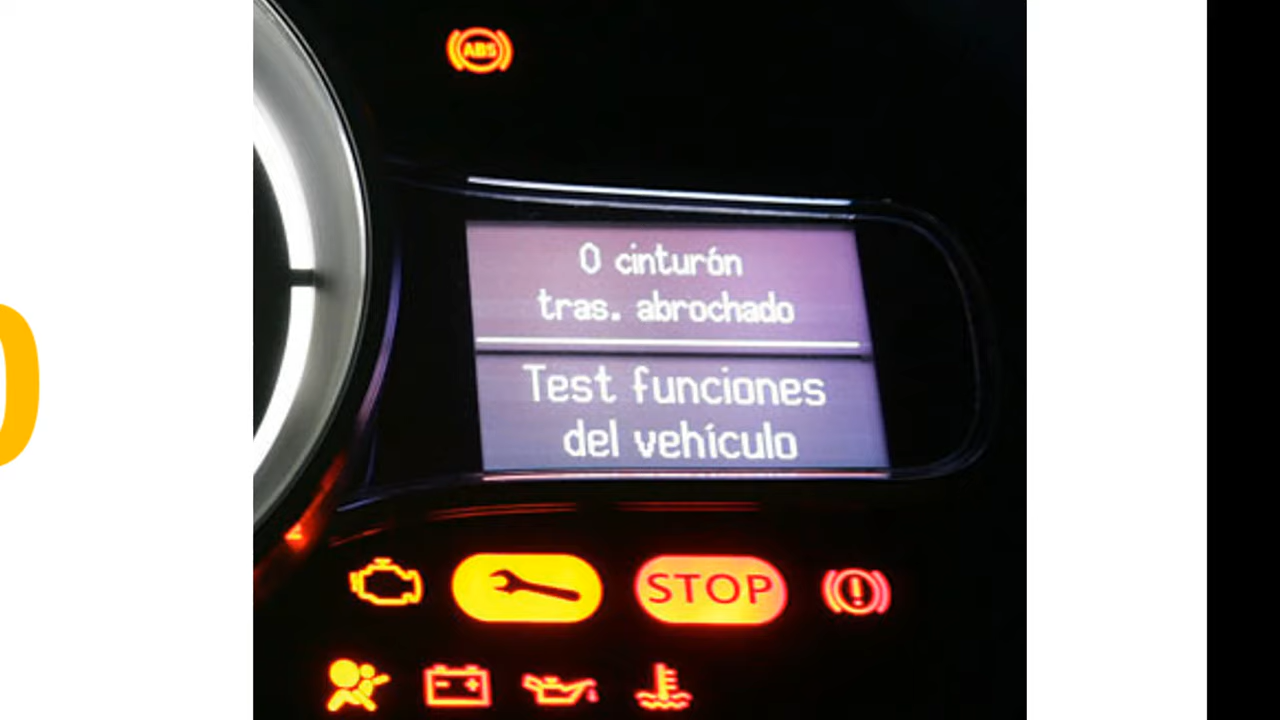 ABS
0 cinturón
tras. abrochado
Test funciones
del vehículo
STOP